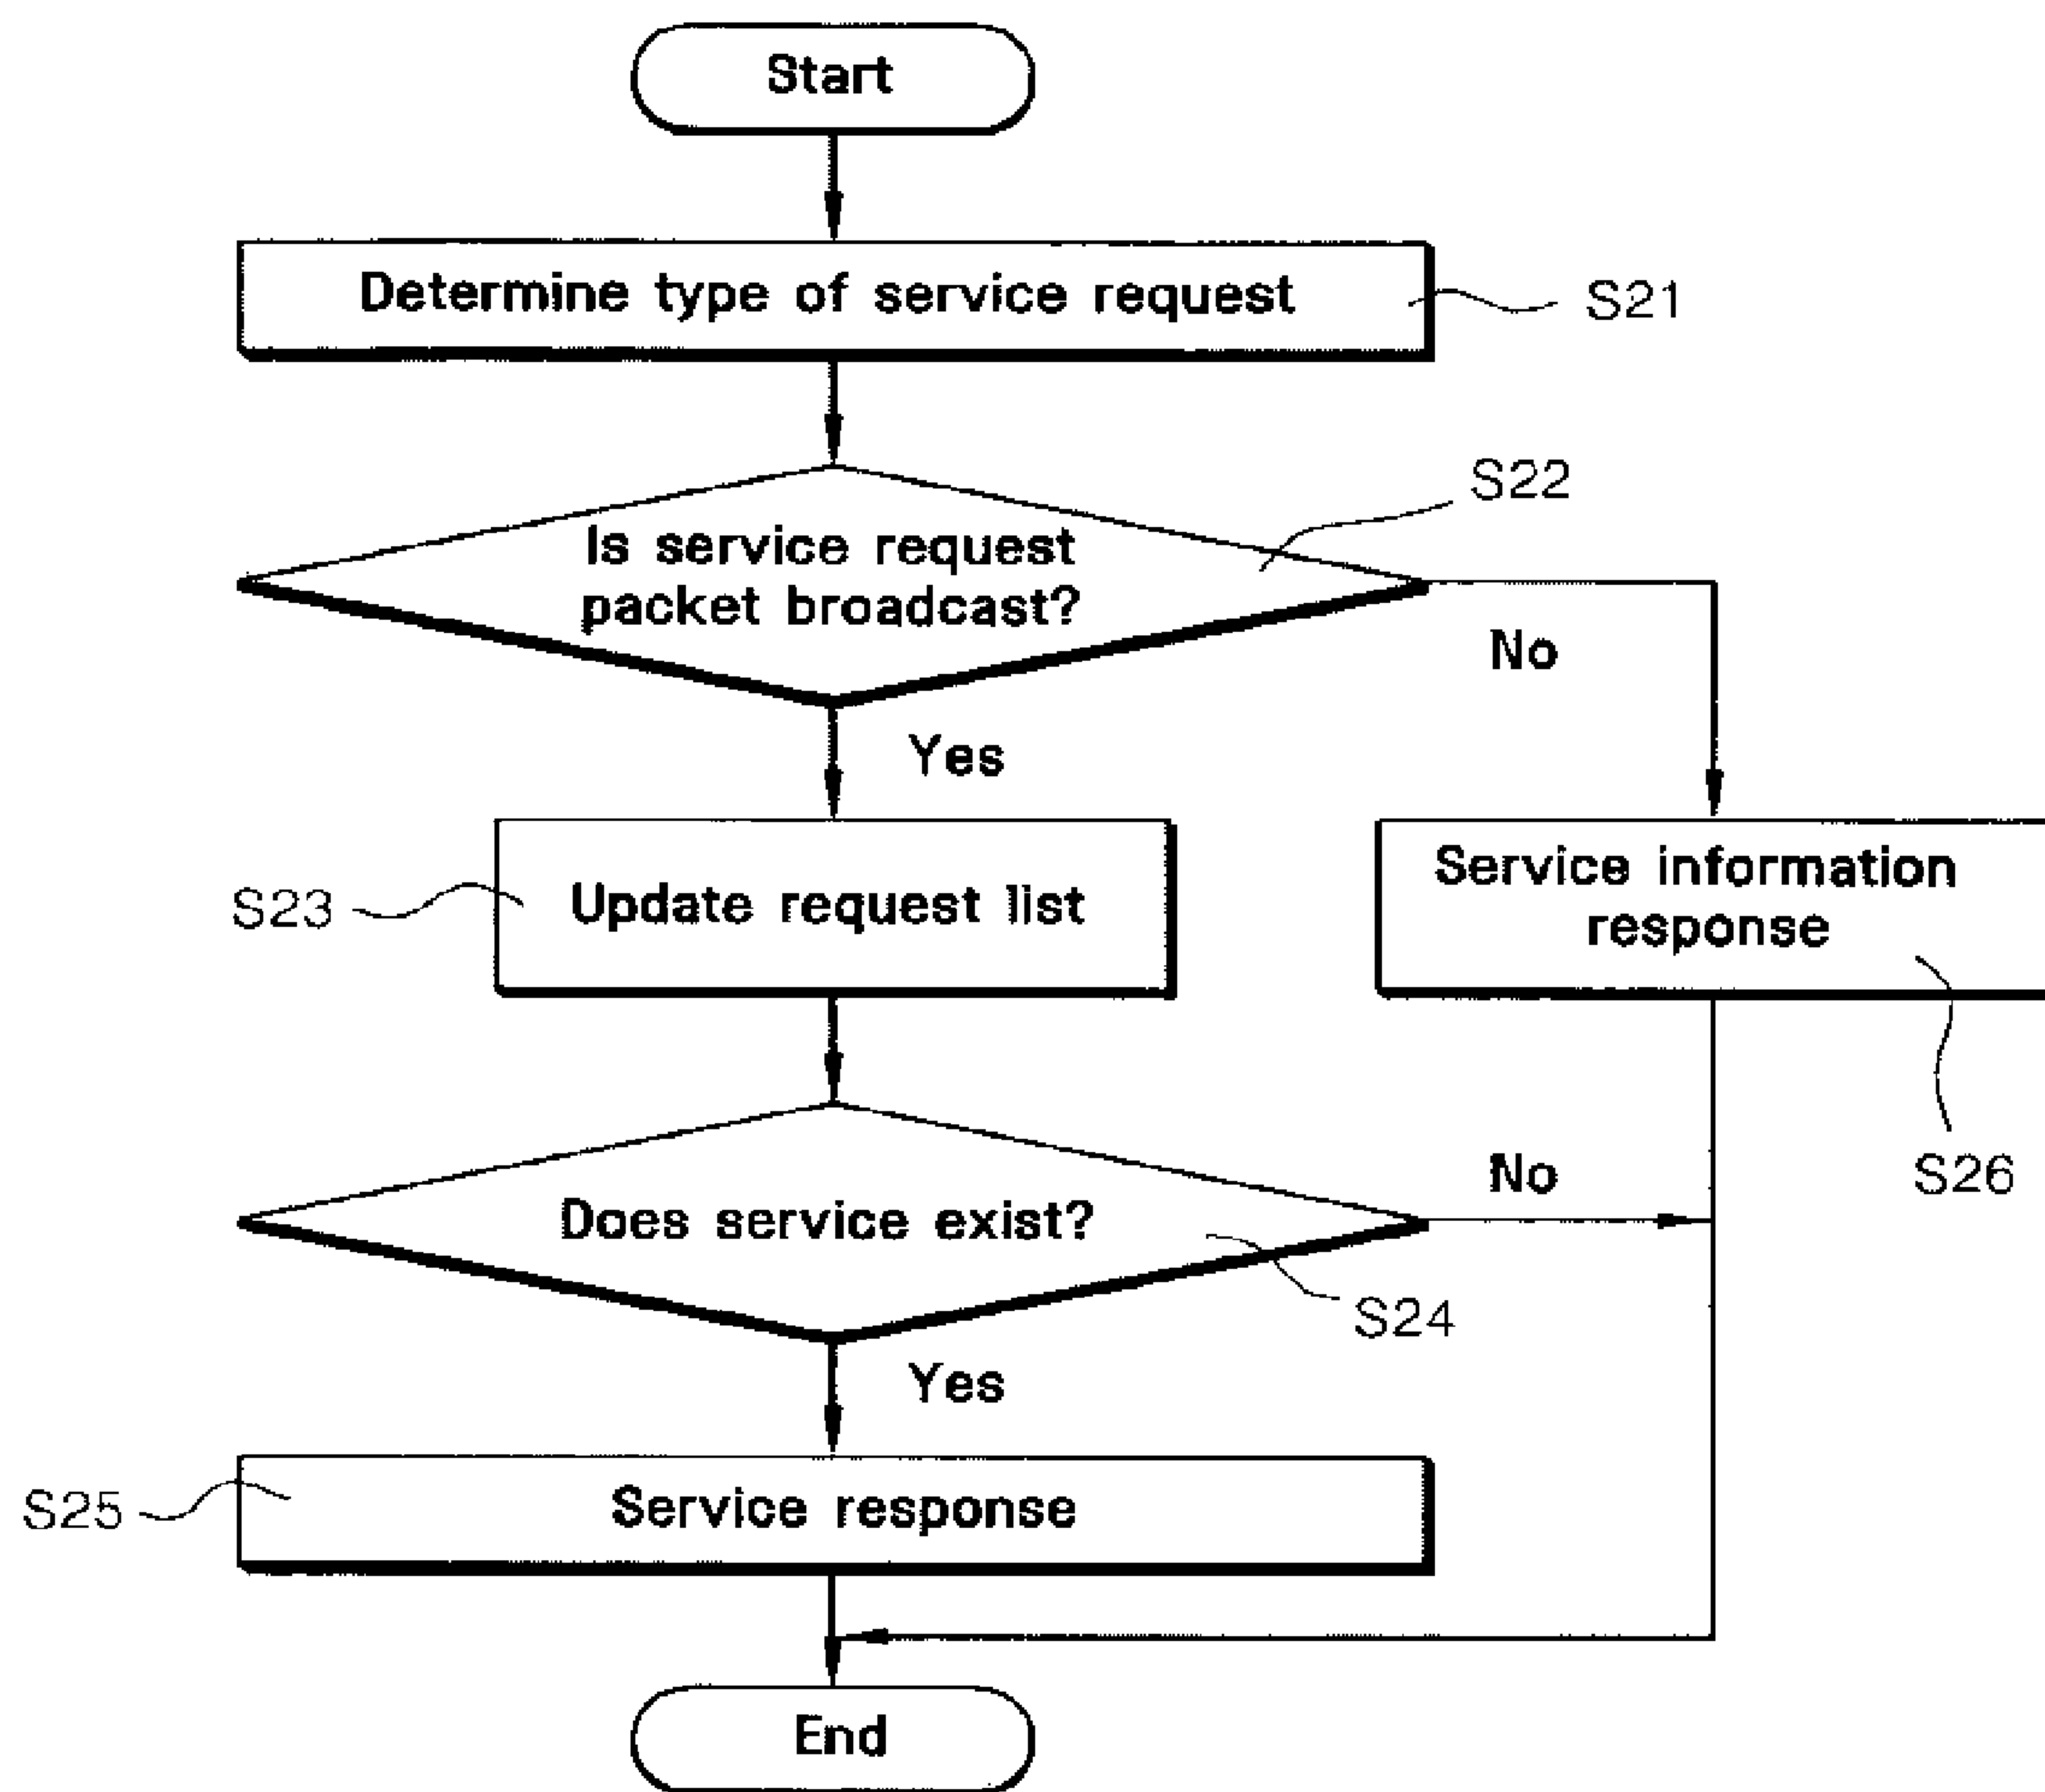 Start
Determine type of service request
S21
S22
Is service request
packet broadcast?
No
Yes
S23
Update request list
Service information
response
S26
Does service exist?
No
S24
Yes
S25
Service response
End